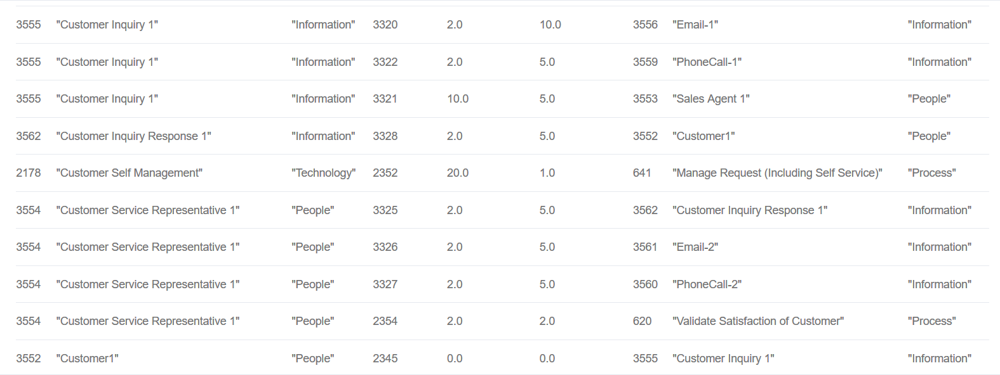 3555 "Customer Inquiry 1" "Information" 3320 2.0 10.0 3556 "Email-1" "Information"
3555 "Customer Inquiry 1" "Information" 3322 2.0 5.0 3559 "PhoneCall-1" "Information"
3555 "Customer Inquiry 1" "Information" 3321 10.0 5.0 3553 "Sales Agent 1" "People"
3562 "Customer Inquiry Response 1" "Information" 3328 2.0 5.0 3552 "Customer1" "People"
2178 "Customer Self Management" "Technology" 2352 20.0 1.0 641 "Manage Request (Including Self Service)" "Process"
3554 "Customer Service Representative 1" "People" 3325 2.0 5.0 3562 "Customer Inquiry Response 1" "Information"
3554 "Customer Service Representative 1" "People" 3326 2.0 5.0 3561 "Email-2" "Information"
3554 "Customer Service Representative 1" "People" 3327 2.0 5.0 3560 "PhoneCall-2" "Information"
3554 "Customer Service Representative 1" "People" 2354 2.0 2.0 620 "Validate Satisfaction of Customer" "Process"
3552 "Customer1" "People" 2345 0.0 0.0 3555 "Customer Inquiry 1" "Information"